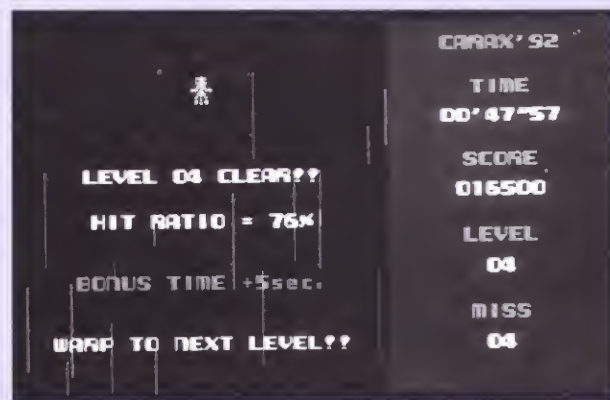 LEVEL 04 CLEAR!!
HIT RATIO = 76%
BONUS TIME +5sec.
WARP TO NEXT LEVEL!!
CAMAX'92
TIME
00'47"57
SCORE
016500
LEVEL
04
MISS
04